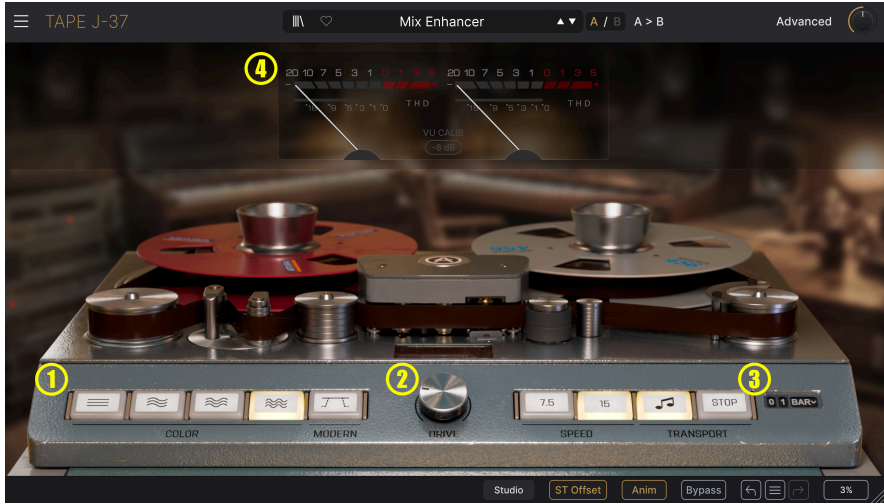 TAPE J-37
Mix Enhancer
A / B
A > B
Advanced
4
20 10 7 5 3 1 0 1 3 5
20 10 7 5 3 1 0 1 3 5
- +
- +
THD
THD
VU CALIB
-8 dB
1
2
3
7.5
15
STOP
0 1 BAR
COLOR
MODERN
DRIVE
SPEED
TRANSPORT
Studio
ST Offset
Anim
Bypass
3%